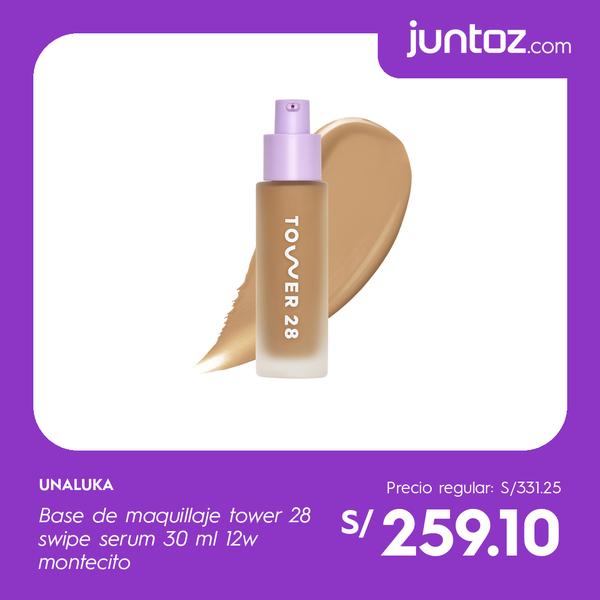 juntoz.com
TOWER 28
UNALUKA
Base de maquillaje tower 28
swipe serum 30 ml 12w
montecito
Precio regular: S/331.25
S/ 259.10